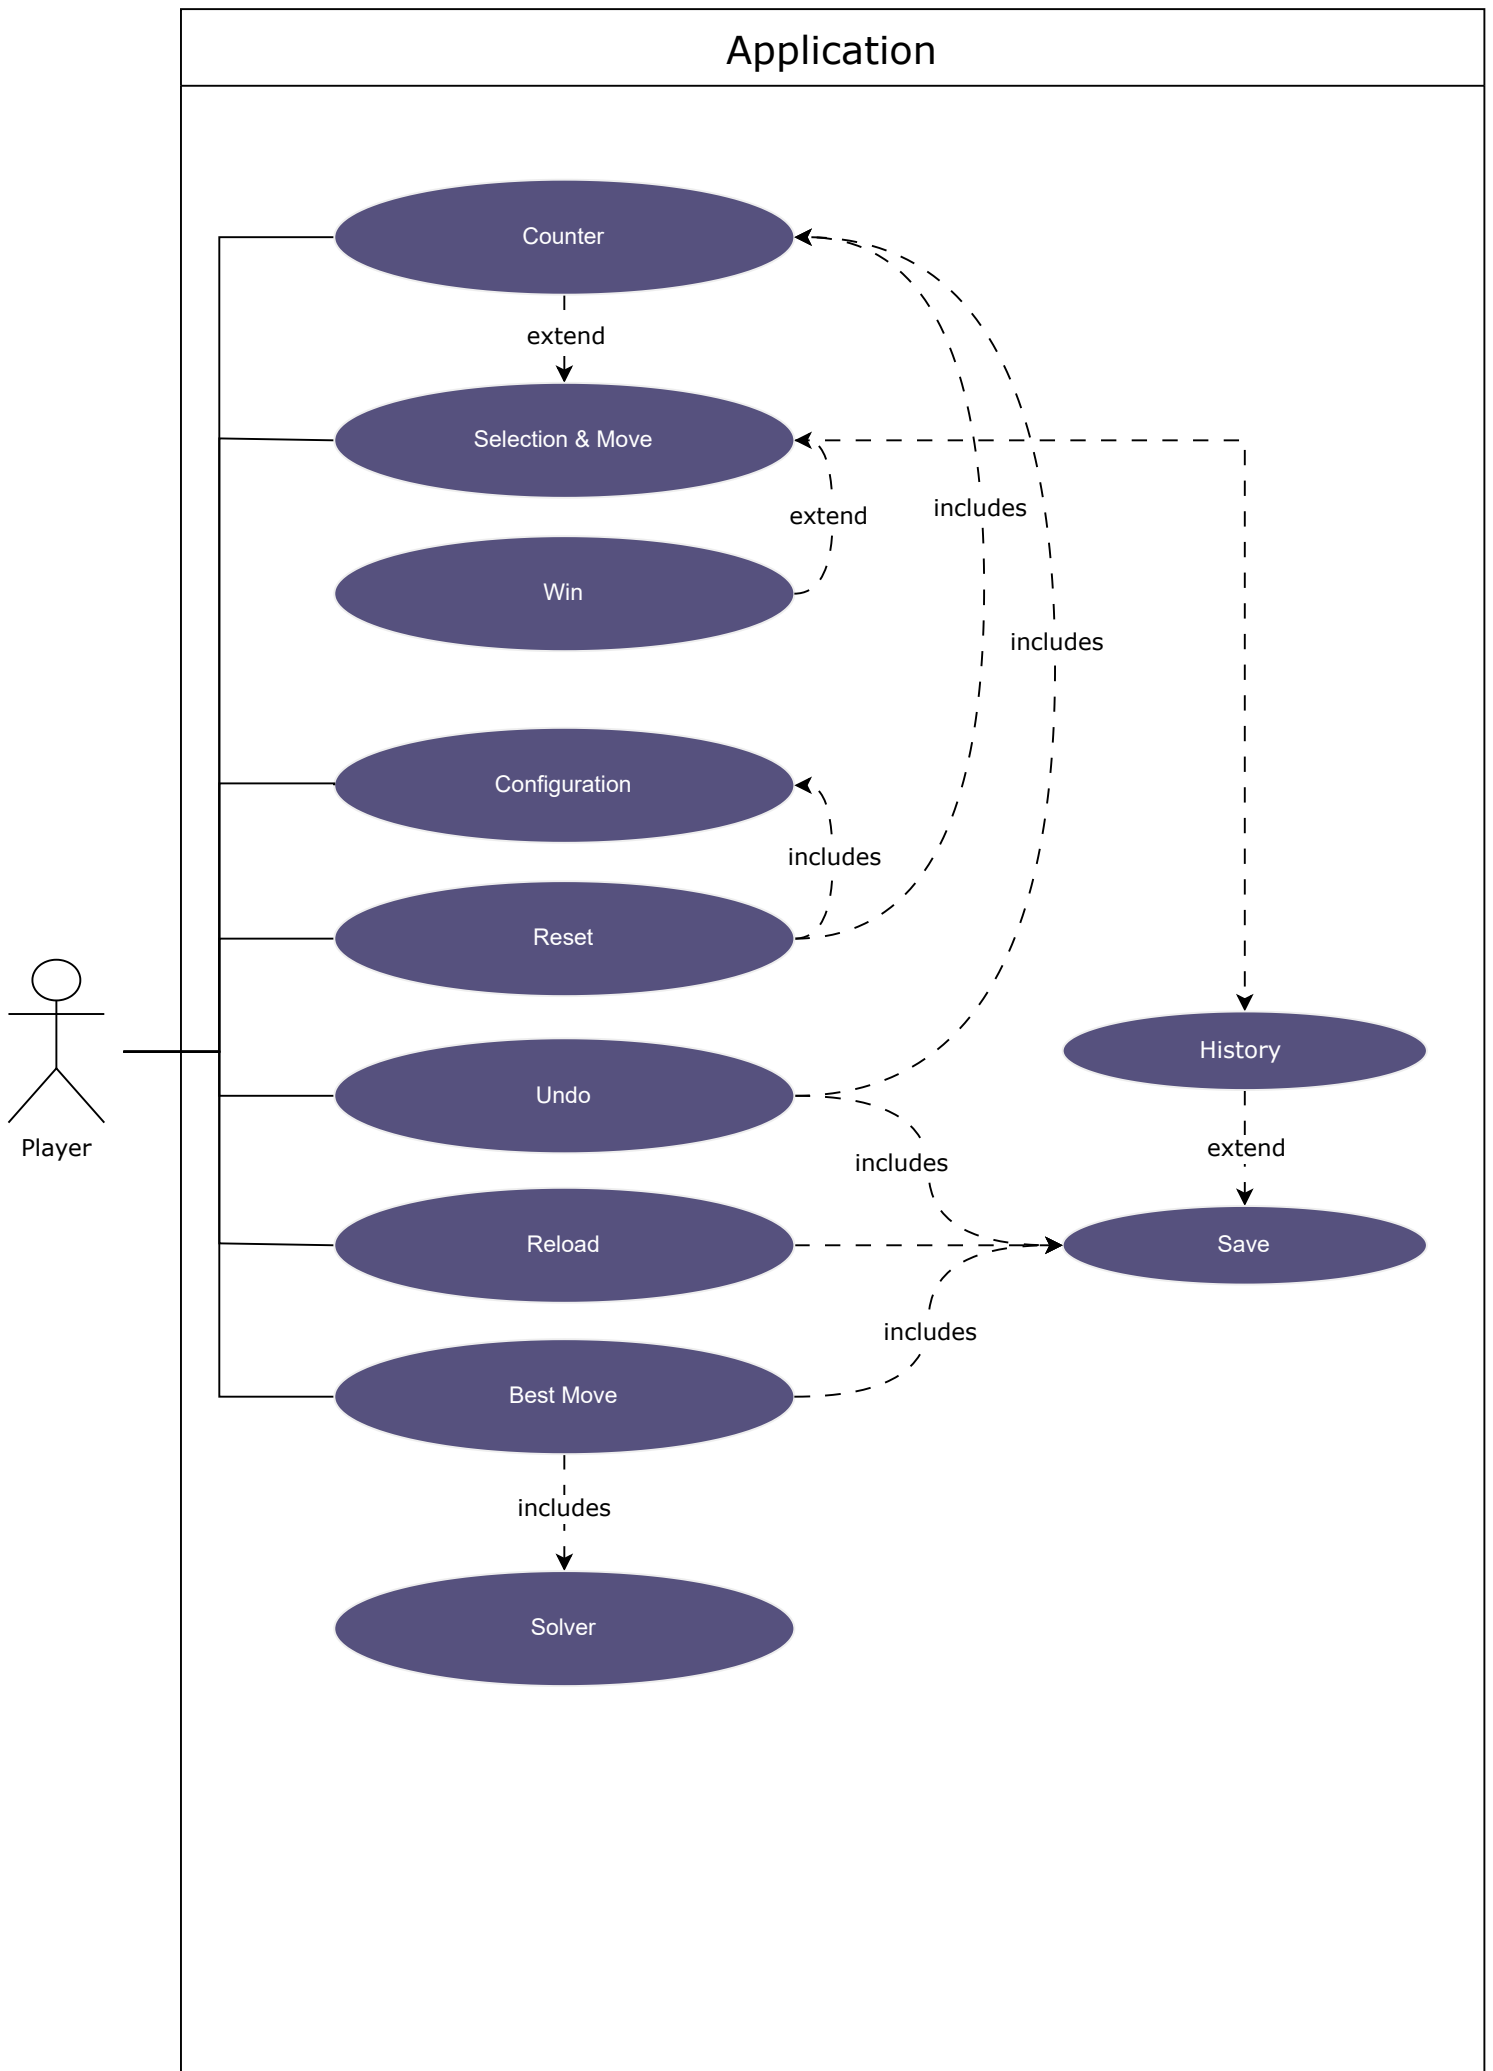 Application
Counter
extend
Selection & Move
includes
extend
Win
includes
Configuration
includes
Reset
History
Undo
Player
extend
includes
Reload
Save
includes
Best Move
includes
Solver